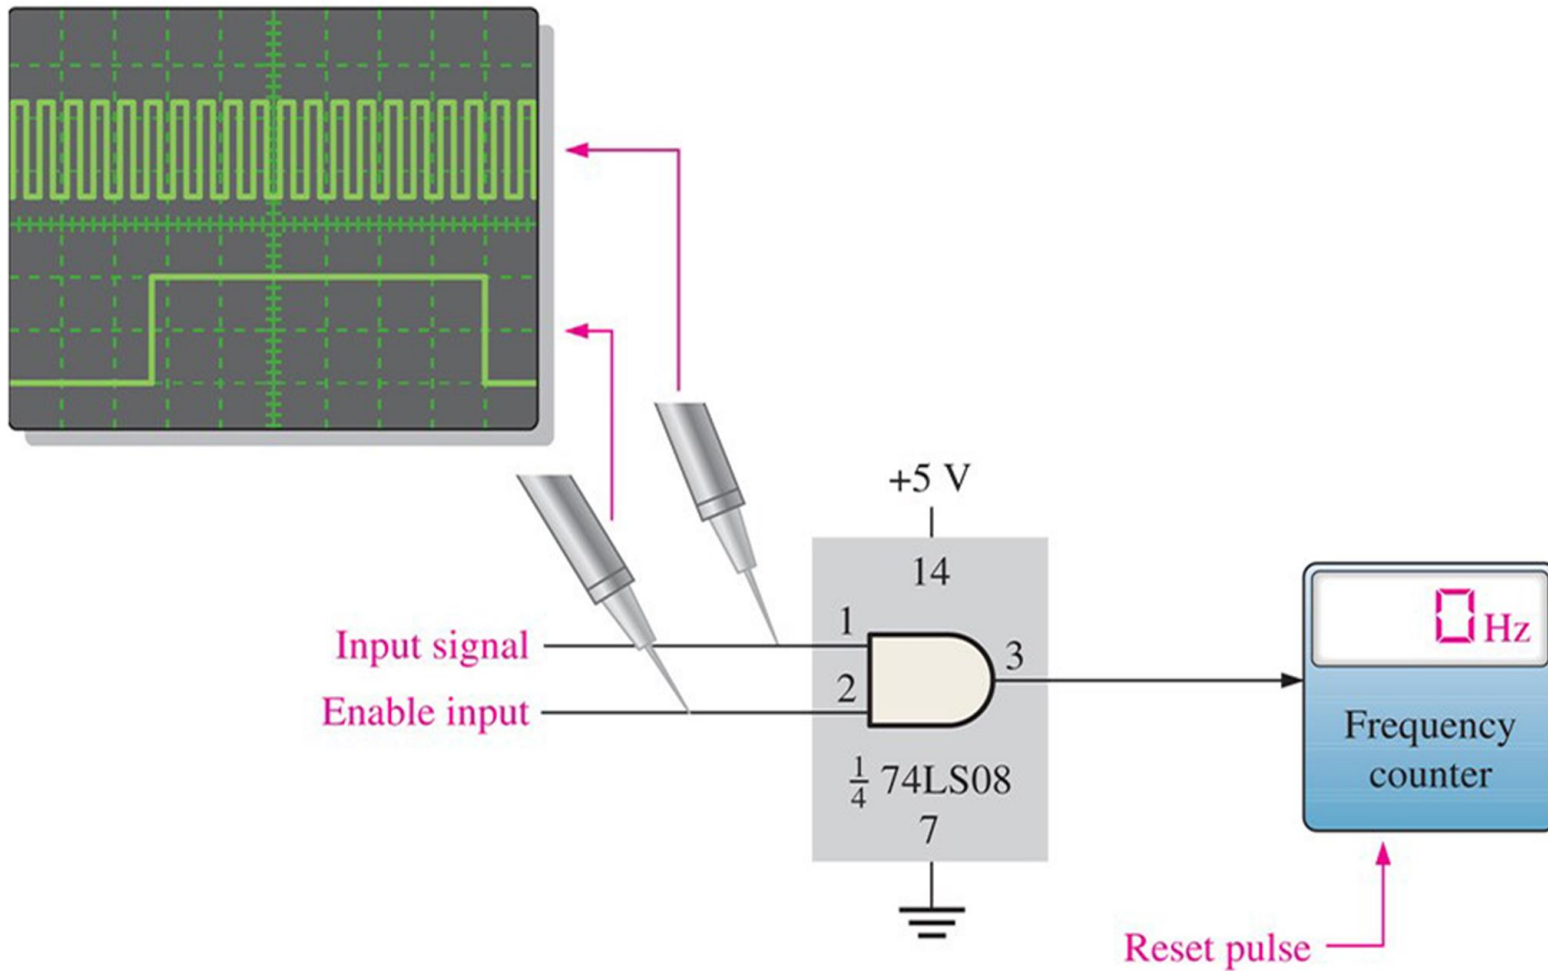 +5 V
14
0 Hz
1
Input signal
3
2
Enable input
Frequency
counter
1/4 74LS08
7
Reset pulse